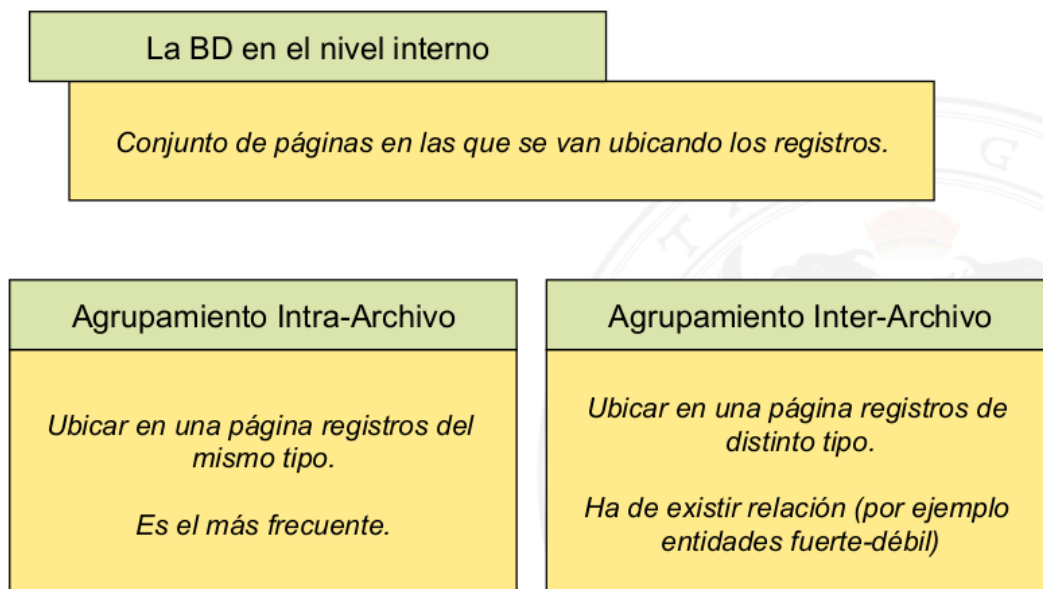 La BD en el nivel interno
Conjunto de páginas en las que se van ubicando los registros.
Agrupamiento Intra-Archivo
Ubicar en una página registros del
mismo tipo.
Es el más frecuente.
Agrupamiento Inter-Archivo
Ubicar en una página registros de
distinto tipo.
Ha de existir relación (por ejemplo
entidades fuerte-débil)